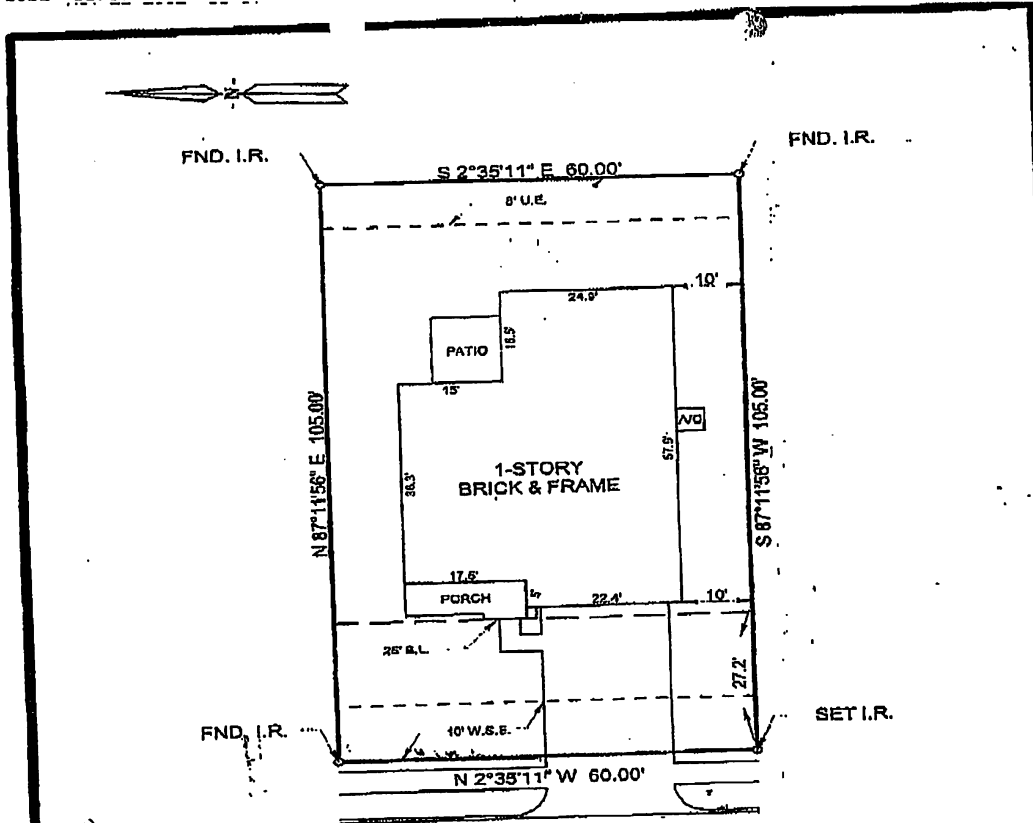 N
FND. I.R.
FND. I.R.
S 2°35'11" E 60.00'
8' U.E.
10'
24.9'
PATIO
16.5'
15'
N 87°11'56" E 105.00'
S 87°11'56" W 105.00'
A/C
57.9'
36.3'
1-STORY
BRICK & FRAME
17.6'
PORCH
5'
22.4'
10'
25' B.L.
27.2'
FND. I.R.
10' W.S.E.
SET I.R.
N 2°35'11" W 60.00'